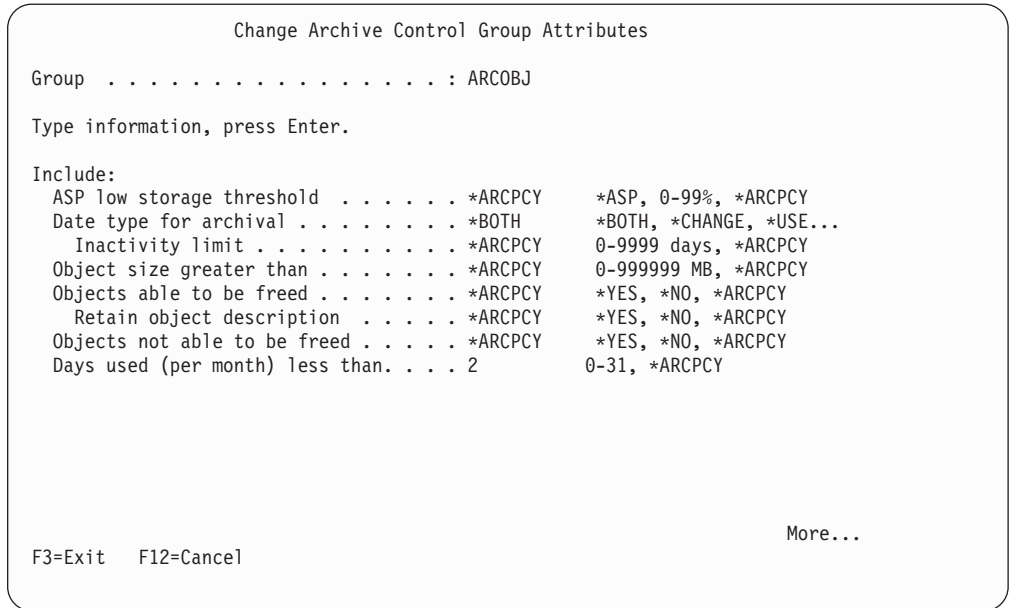 Change Archive Control Group Attributes
Group . . . . . . . . . . . . . . . . : ARCOBJ
Type information, press Enter.
Include:
ASP low storage threshold . . . . . . *ARCPCY *ASP, 0-99%, *ARCPCY
Date type for archival . . . . . . . . *BOTH *BOTH, *CHANGE, *USE...
Inactivity limit . . . . . . . . . . *ARCPCY 0-9999 days, *ARCPCY
Object size greater than . . . . . . . *ARCPCY 0-999999 MB, *ARCPCY
Objects able to be freed . . . . . . . *ARCPCY *YES, *NO, *ARCPCY
Retain object description . . . . . *ARCPCY *YES, *NO, *ARCPCY
Objects not able to be freed . . . . . *ARCPCY *YES, *NO, *ARCPCY
Days used (per month) less than. . . . 2 0-31, *ARCPCY
More...
F3=Exit F12=Cancel